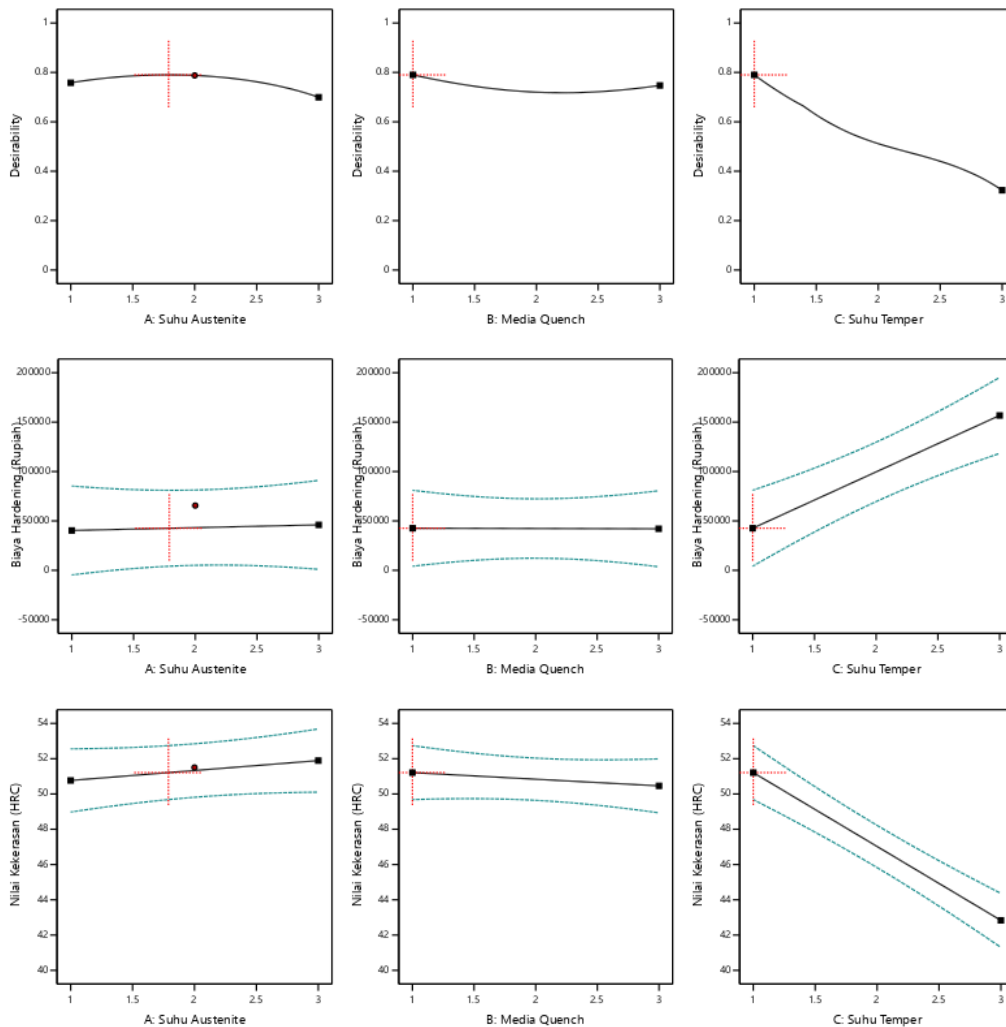 1
0.8
0.6
0.4
0.2
0
Desirability
1 1.5 2 2.5 3
A: Suhu Austenite
1
0.8
0.6
0.4
0.2
0
Desirability
1 1.5 2 2.5 3
B: Media Quench
1
0.8
0.6
0.4
0.2
0
Desirability
1 1.5 2 2.5 3
C: Suhu Temper
200000
150000
100000
50000
0
-50000
Biaya Hardening (Rupiah)
1 1.5 2 2.5 3
A: Suhu Austenite
200000
150000
100000
50000
0
-50000
Biaya Hardening (Rupiah)
1 1.5 2 2.5 3
B: Media Quench
200000
150000
100000
50000
0
-50000
Biaya Hardening (Rupiah)
1 1.5 2 2.5 3
C: Suhu Temper
54
52
50
48
46
44
42
40
Nilai Kekerasan (HRC)
1 1.5 2 2.5 3
A: Suhu Austenite
54
52
50
48
46
44
42
40
Nilai Kekerasan (HRC)
1 1.5 2 2.5 3
B: Media Quench
54
52
50
48
46
44
42
40
Nilai Kekerasan (HRC)
1 1.5 2 2.5 3
C: Suhu Temper